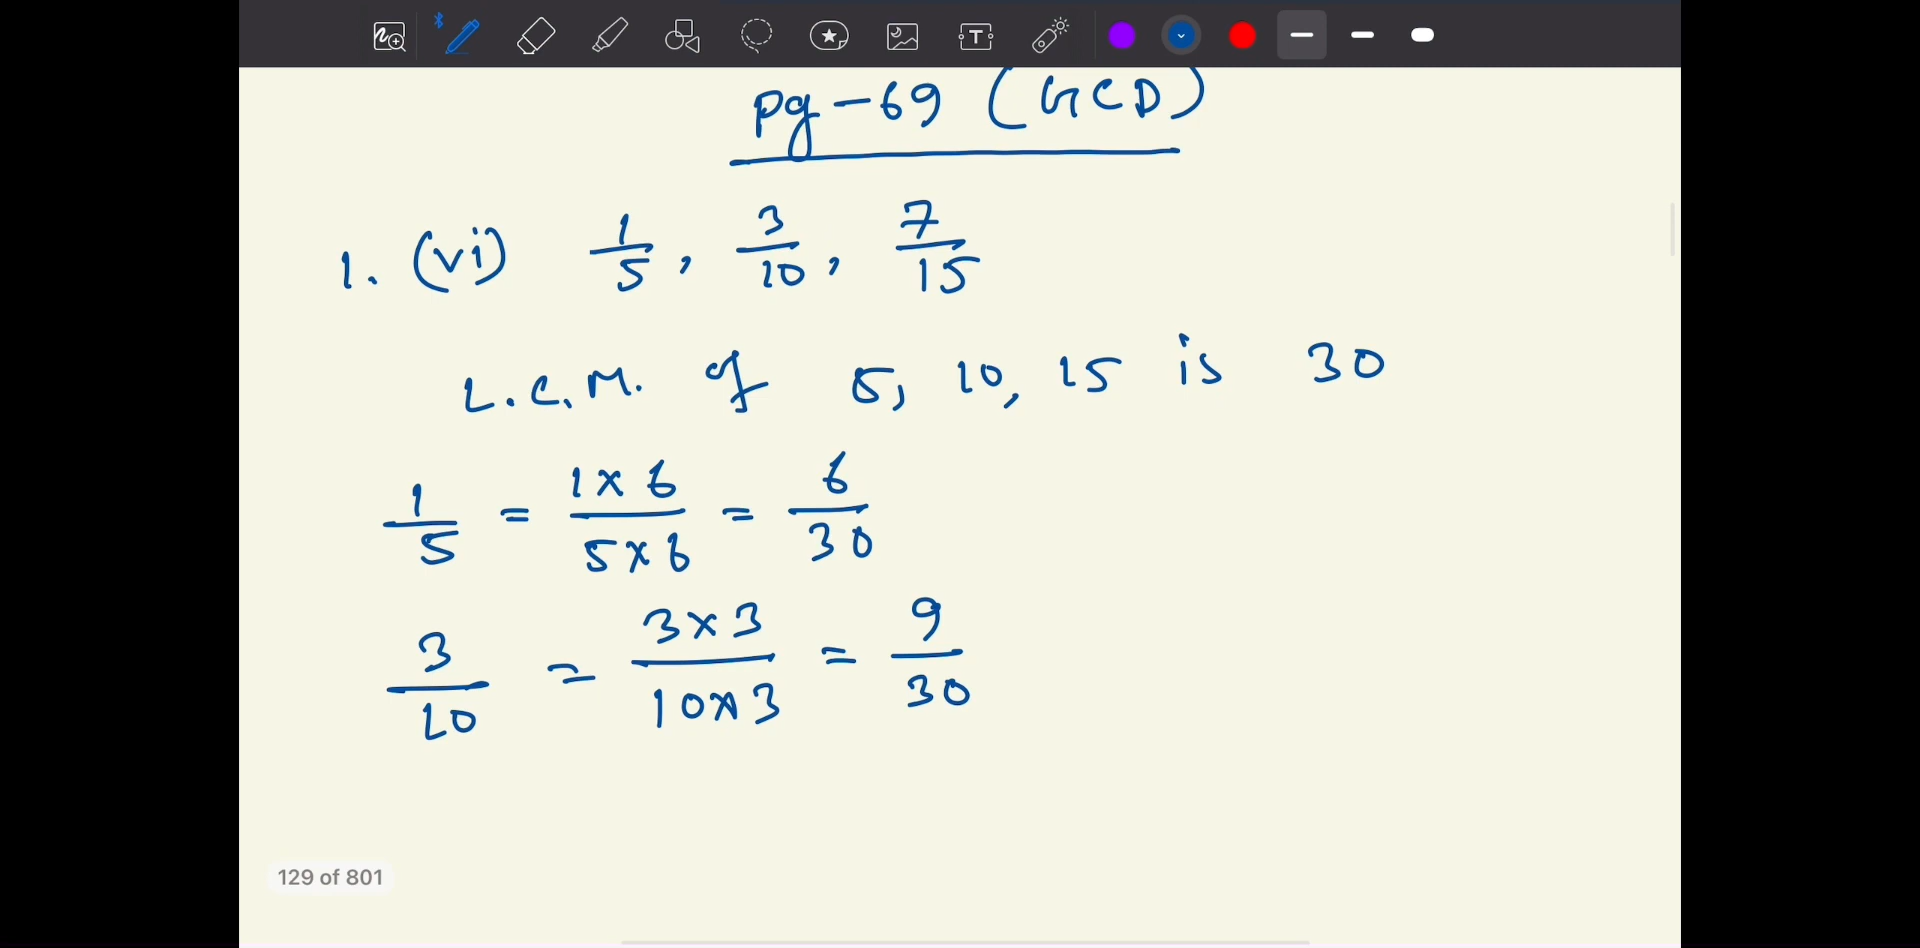 pg-69 (GCD)
1. (vi) 1/5, 3/10, 7/15
L.C.M. of 5, 10, 15 is 30
1/5 = 1×6/5×6 = 6/30
3/10 = 3×3/10×3 = 9/30
129 of 801